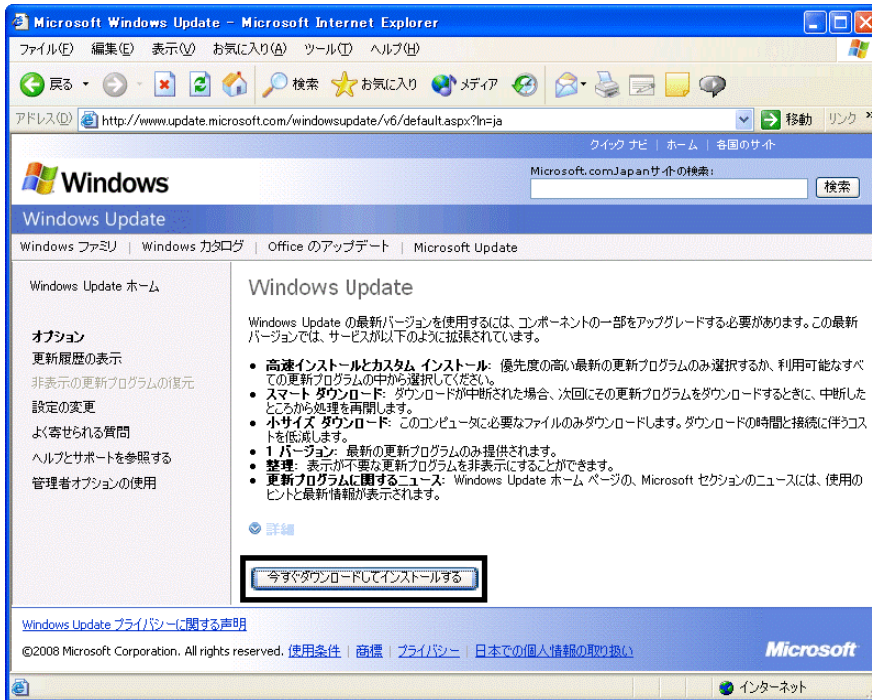 Microsoft Windows Update - Microsoft Internet Explorer
ファイル(F) 編集(E) 表示(V) お気に入り(A) ツール(T) ヘルプ(H)
戻る 検索 お気に入り メディア
アドレス(D) http://www.update.microsoft.com/windowsupdate/v6/default.aspx?ln=ja 移動 リンク »
クイック ナビ | ホーム | 各国のサイト
Windows
Microsoft.comJapanサイトの検索:
検索
Windows Update
Windows ファミリ | Windows カタログ | Office のアップデート | Microsoft Update
Windows Update ホーム
オプション
更新履歴の表示
非表示の更新プログラムの復元
設定の変更
よく寄せられる質問
ヘルプとサポートを参照する
管理者オプションの使用
Windows Update
Windows Update の最新バージョンを使用するには、コンポーネントの一部をアップグレードする必要があります。この最新
バージョンでは、サービスが以下のように拡張されています。
• 高速インストールとカスタム インストール: 優先度の高い最新の更新プログラムのみ選択するか、利用可能なすべ
ての更新プログラムの中から選択してください。
• スマート ダウンロード: ダウンロードが中断された場合、次回にその更新プログラムをダウンロードするときに、中断した
ところから処理を再開します。
• 小サイズ ダウンロード: このコンピュータに必要なファイルのみダウンロードします。ダウンロードの時間と接続に伴うコス
トを低減します。
• 1 バージョン: 最新の更新プログラムのみ提供されます。
• 整理: 表示が不要な更新プログラムを非表示にすることができます。
• 更新プログラムに関するニュース: Windows Update ホーム ページの、Microsoft セクションのニュースには、使用の
ヒントと最新情報が表示されます。
詳細
今すぐダウンロードしてインストールする
Windows Update プライバシーに関する声明
©2008 Microsoft Corporation. All rights reserved. 使用条件 | 商標 | プライバシー | 日本での個人情報の取り扱い
Microsoft
インターネット